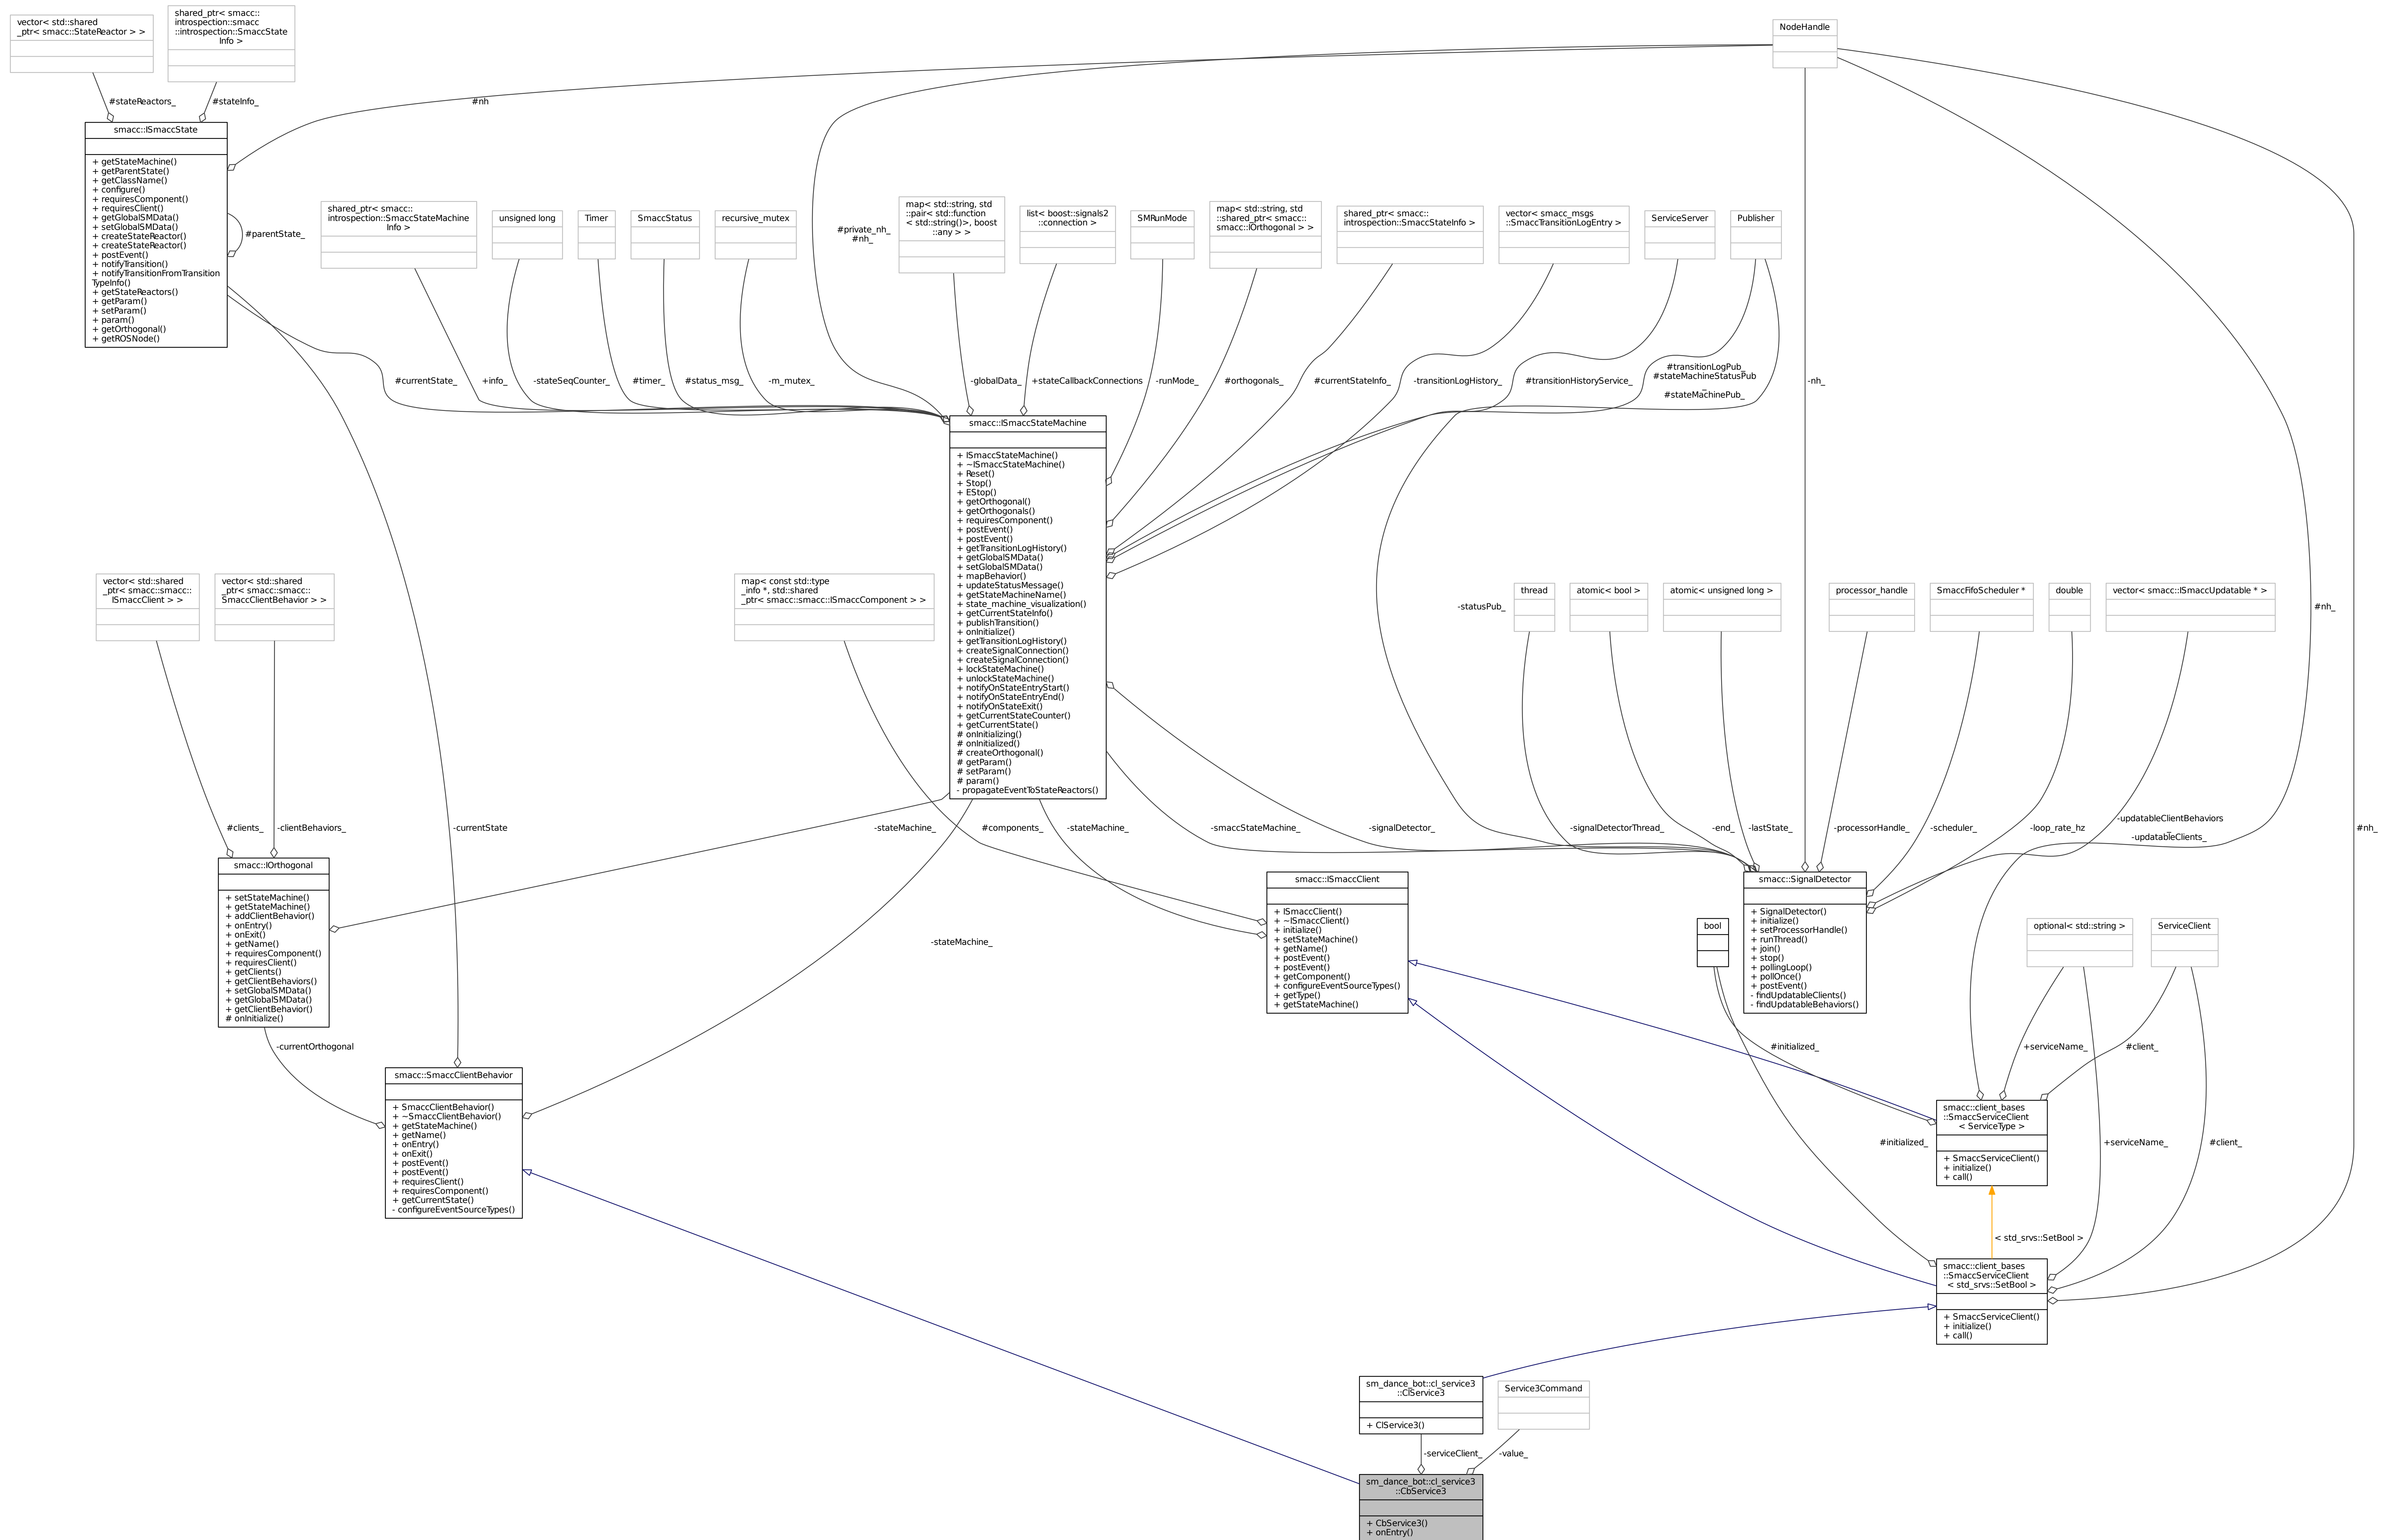 vector< std::shared
_ptr< smacc::StateReactor > >
shared_ptr< smacc::
introspection::smacc
::introspection::SmaccState
Info >
NodeHandle
#stateReactors_
#stateInfo_
#nh
smacc::ISmaccState
+ getStateMachine()
+ getParentState()
+ getClassName()
+ configure()
+ requiresComponent()
+ requiresClient()
+ getGlobalSMData()
+ setGlobalSMData()
+ createStateReactor()
+ createStateReactor()
+ postEvent()
+ notifyTransition()
+ notifyTransitionFromTransition
TypeInfo()
+ getStateReactors()
+ getParam()
+ setParam()
+ param()
+ getOrthogonal()
+ getROSNode()
#parentState_
shared_ptr< smacc::
introspection::SmaccStateMachine
Info >
unsigned long
Timer
SmaccStatus
recursive_mutex
#private_nh_
#nh_
map< std::string, std
::pair< std::function
< std::string()>, boost
::any > >
list< boost::signals2
::connection >
SMRunMode
map< std::string, std
::shared_ptr< smacc::
smacc::IOrthogonal > >
shared_ptr< smacc::
introspection::SmaccStateInfo >
vector< smacc_msgs
::SmaccTransitionLogEntry >
ServiceServer
Publisher
#currentState_
+info_
-stateSeqCounter_
#timer_
#status_msg_
-m_mutex_
-globalData_
+stateCallbackConnections
-runMode_
#orthogonals_
#currentStateInfo_
-transitionLogHistory_
#transitionHistoryService_
#transitionLogPub_
#stateMachineStatusPub
_
#stateMachinePub_
-nh_
smacc::ISmaccStateMachine
+ ISmaccStateMachine()
+ ~ISmaccStateMachine()
+ Reset()
+ Stop()
+ EStop()
+ getOrthogonal()
+ getOrthogonals()
+ requiresComponent()
+ postEvent()
+ postEvent()
+ getTransitionLogHistory()
+ getGlobalSMData()
+ setGlobalSMData()
+ mapBehavior()
+ updateStatusMessage()
+ getStateMachineName()
+ state_machine_visualization()
+ getCurrentStateInfo()
+ publishTransition()
+ onInitialize()
+ getTransitionLogHistory()
+ createSignalConnection()
+ createSignalConnection()
+ lockStateMachine()
+ unlockStateMachine()
+ notifyOnStateEntryStart()
+ notifyOnStateEntryEnd()
+ notifyOnStateExit()
+ getCurrentStateCounter()
+ getCurrentState()
# onInitializing()
# onInitialized()
# createOrthogonal()
# getParam()
# setParam()
# param()
- propagateEventToStateReactors()
vector< std::shared
_ptr< smacc::smacc::
ISmaccClient > >
vector< std::shared
_ptr< smacc::smacc::
SmaccClientBehavior > >
map< const std::type
_info *, std::shared
_ptr< smacc::smacc::ISmaccComponent > >
-statusPub_
thread
atomic< bool >
atomic< unsigned long >
processor_handle
SmaccFifoScheduler *
double
vector< smacc::ISmaccUpdatable * >
#nh_
#clients_
-clientBehaviors_
-currentState
-stateMachine_
#components_
-stateMachine_
-smaccStateMachine_
-signalDetector_
-signalDetectorThread_
-end_
-lastState_
-processorHandle_
-scheduler_
-loop_rate_hz
-updatableClientBehaviors
_
-updatableClients_
#nh_
smacc::IOrthogonal
+ setStateMachine()
+ getStateMachine()
+ addClientBehavior()
+ onEntry()
+ onExit()
+ getName()
+ requiresComponent()
+ requiresClient()
+ getClients()
+ getClientBehaviors()
+ setGlobalSMData()
+ getGlobalSMData()
+ getClientBehavior()
# onInitialize()
-stateMachine_
smacc::ISmaccClient
+ ISmaccClient()
+ ~ISmaccClient()
+ initialize()
+ setStateMachine()
+ getName()
+ postEvent()
+ postEvent()
+ getComponent()
+ configureEventSourceTypes()
+ getType()
+ getStateMachine()
smacc::SignalDetector
+ SignalDetector()
+ initialize()
+ setProcessorHandle()
+ runThread()
+ join()
+ stop()
+ pollingLoop()
+ pollOnce()
+ postEvent()
- findUpdatableClients()
- findUpdatableBehaviors()
bool
optional< std::string >
ServiceClient
-currentOrthogonal
#initialized_
+serviceName_
#client_
smacc::SmaccClientBehavior
+ SmaccClientBehavior()
+ ~SmaccClientBehavior()
+ getStateMachine()
+ getName()
+ onEntry()
+ onExit()
+ postEvent()
+ postEvent()
+ requiresClient()
+ requiresComponent()
+ getCurrentState()
- configureEventSourceTypes()
smacc::client_bases
::SmaccServiceClient
< ServiceType >
+ SmaccServiceClient()
+ initialize()
+ call()
#initialized_
+serviceName_
#client_
< std_srvs::SetBool >
smacc::client_bases
::SmaccServiceClient
< std_srvs::SetBool >
+ SmaccServiceClient()
+ initialize()
+ call()
sm_dance_bot::cl_service3
::ClService3
+ ClService3()
Service3Command
-serviceClient_
-value_
sm_dance_bot::cl_service3
::CbService3
+ CbService3()
+ onEntry()